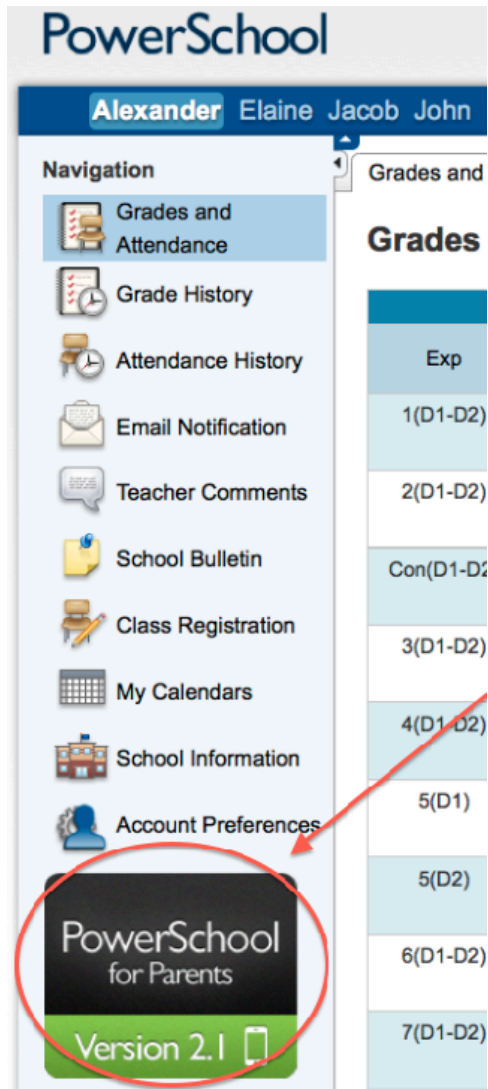 PowerSchool
Alexander Elaine Jacob John
Navigation
Grades and
Attendance
Grade History
Attendance History
Email Notification
Teacher Comments
School Bulletin
Class Registration
My Calendars
School Information
Account Preferences
PowerSchool
for Parents
Version 2.1
Grades and
Grades
Exp
1(D1-D2)
2(D1-D2)
Con(D1-D2
3(D1-D2)
4(D1-D2)
5(D1)
5(D2)
6(D1-D2)
7(D1-D2)